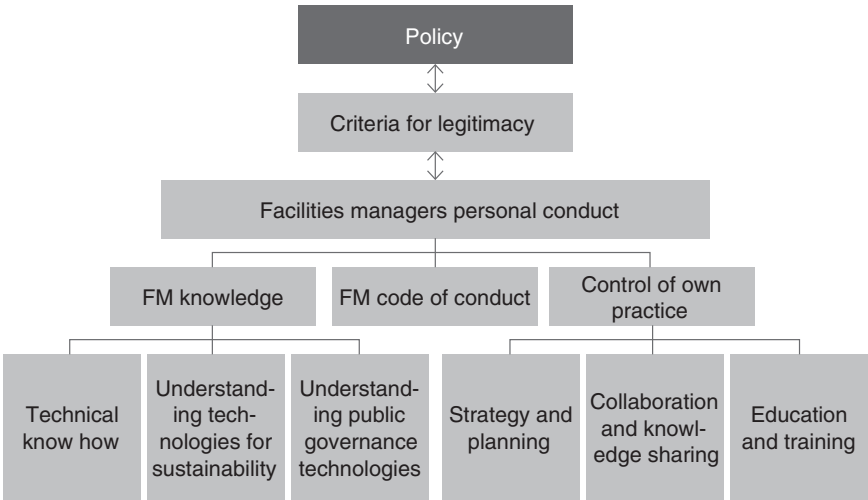 Policy
Criteria for legitimacy
Facilities managers personal conduct
FM knowledge
FM code of conduct
Control of own
practice
Technical
know how
Understand-
ing tech-
nologies for
sustainability
Understand-
ing public
governance
technologies
Strategy and
planning
Collaboration
and knowl-
edge sharing
Education
and training